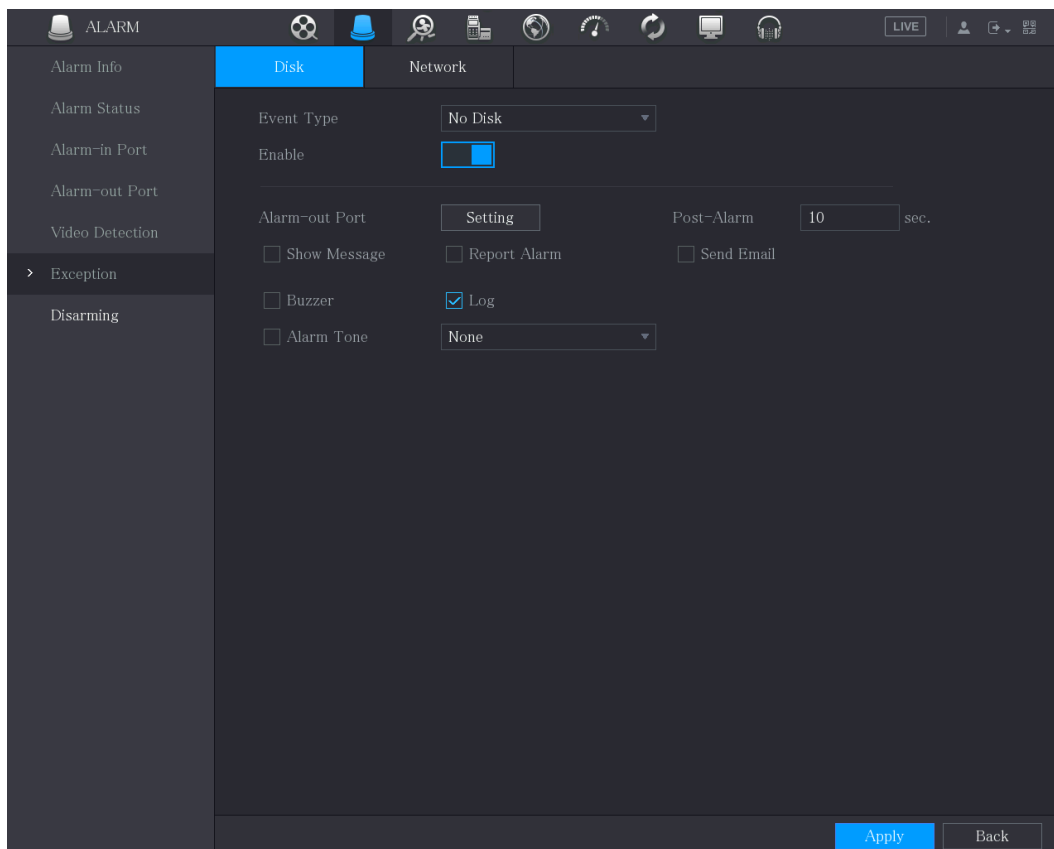 ALARM LIVE
Alarm Info Disk Network
Alarm Status Event Type No Disk
Alarm-in Port Enable
Alarm-out Port
Alarm-out Port Setting Post-Alarm 10 sec.
Video Detection
Show Message Report Alarm Send Email
Exception
Buzzer Log
Disarming
Alarm Tone None
Apply Back